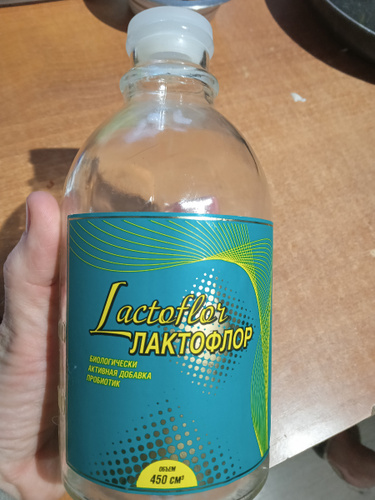 Lactoflor
ЛАКТОФЛОР
БИОЛОГИЧЕСКИ
АКТИВНАЯ ДОБАВКА
ПРОБИОТИК
ОБЪЕМ
450 СМ³